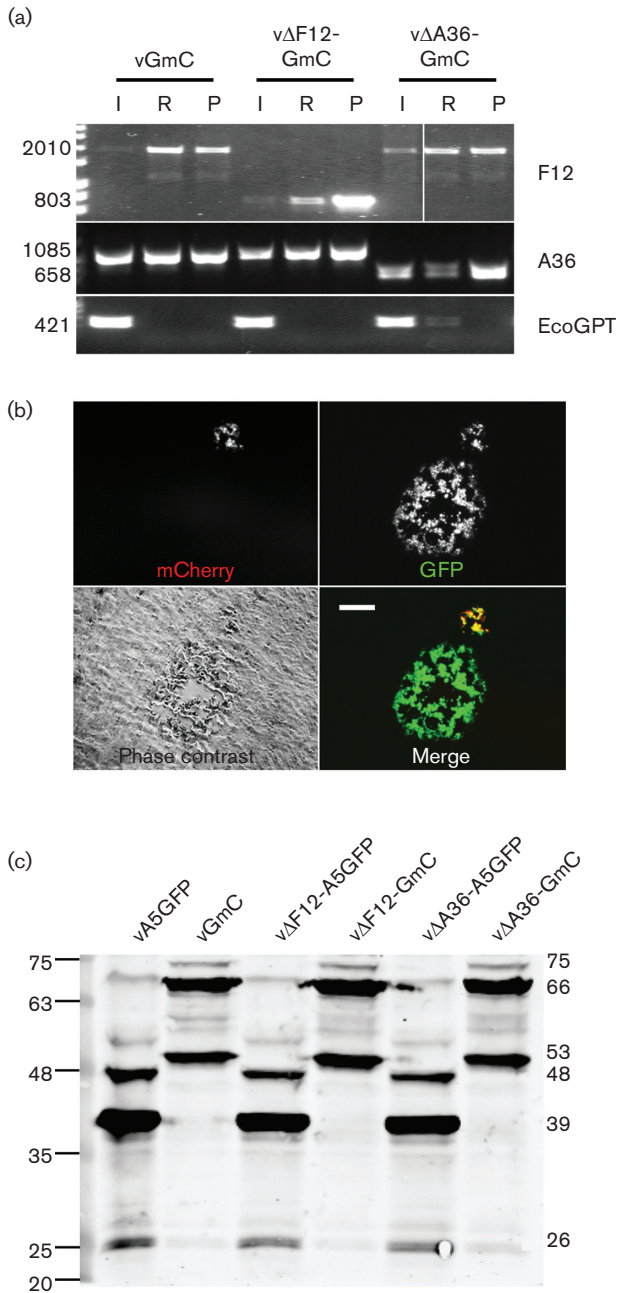 (a)
vGmC
vΔF12-
GmC
vΔA36-
GmC
I R P I R P I R P
2010
803
F12
1085
658
A36
421
EcoGPT
(b)
mCherry
GFP
Phase contrast
Merge
(c)
vA5GFP
vGmC
vΔF12-A5GFP
vΔF12-GmC
vΔA36-A5GFP
vΔA36-GmC
75
63
48
35
25
20
75
66
53
48
39
26